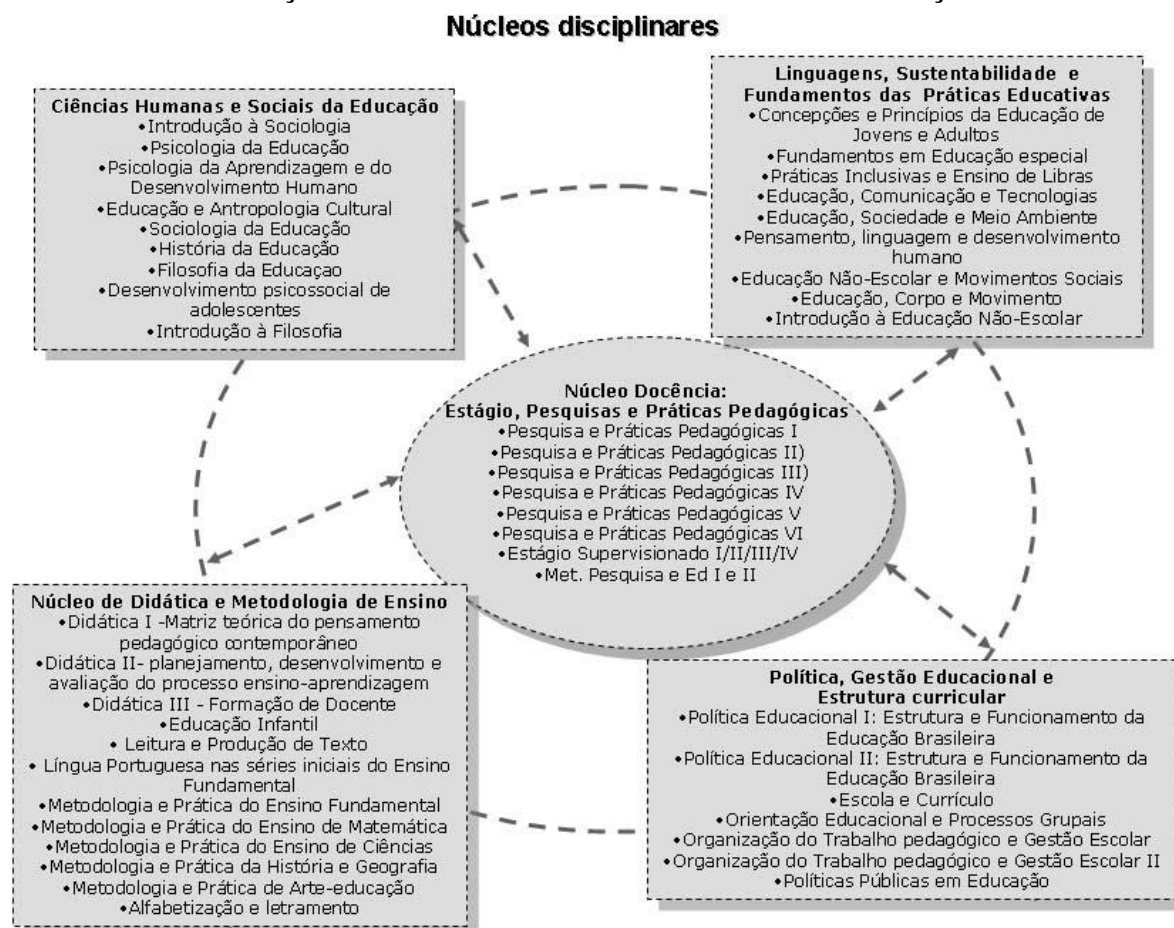 Núcleos disciplinares
Ciências Humanas e Sociais da Educação
•Introdução à Sociologia
•Psicologia da Educação
•Psicologia da Aprendizagem e do
Desenvolvimento Humano
•Educação e Antropologia Cultural
•Sociologia da Educação
•História da Educação
•Filosofia da Educaçao
•Desenvolvimento psicossocial de
adolescentes
•Introdução à Filosofia
Linguagens, Sustentabilidade e
Fundamentos das Práticas Educativas
•Concepções e Princípios da Educação de
Jovens e Adultos
•Fundamentos em Educação especial
•Práticas Inclusivas e Ensino de Libras
•Educação, Comunicação e Tecnologias
•Educação, Sociedade e Meio Ambiente
•Pensamento, linguagem e desenvolvimento
humano
•Educação Não-Escolar e Movimentos Sociais
•Educação, Corpo e Movimento
•Introdução à Educação Não-Escolar
Núcleo Docência:
Estágio, Pesquisas e Práticas Pedagógicas
•Pesquisa e Práticas Pedagógicas I
•Pesquisa e Práticas Pedagógicas II)
•Pesquisa e Práticas Pedagógicas III)
•Pesquisa e Práticas Pedagógicas IV
•Pesquisa e Práticas Pedagógicas V
•Pesquisa e Práticas Pedagógicas VI
•Estágio Supervisionado I/II/III/IV
•Met. Pesquisa e Ed I e II
Núcleo de Didática e Metodologia de Ensino
•Didática I -Matriz teórica do pensamento
pedagógico contemporâneo
•Didática II- planejamento, desenvolvimento e
avaliação do processo ensino-aprendizagem
•Didática III - Formação de Docente
•Educação Infantil
• Leitura e Produção de Texto
• Língua Portuguesa nas séries iniciais do Ensino
Fundamental
•Metodologia e Prática do Ensino Fundamental
•Metodologia e Prática do Ensino de Matemática
•Metodologia e Prática do Ensino de Ciências
•Metodologia e Prática da História e Geografia
•Metodologia e Prática de Arte-educação
•Alfabetização e letramento
Política, Gestão Educacional e
Estrutura curricular
•Política Educacional I: Estrutura e Funcionamento da
Educação Brasileira
•Política Educacional II: Estrutura e Funcionamento da
Educação Brasileira
•Escola e Currículo
•Orientação Educacional e Processos Grupais
•Organização do Trabalho pedagógico e Gestão Escolar
•Organização do Trabalho pedagógico e Gestão Escolar II
•Políticas Públicas em Educação